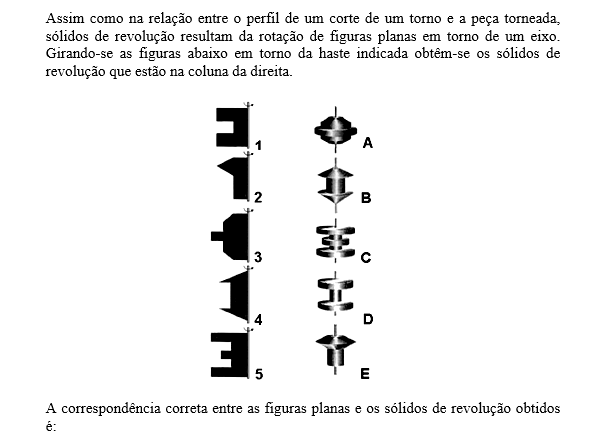 Assim como na relação entre o perfil de um corte de um torno e a peça torneada,
sólidos de revolução resultam da rotação de figuras planas em torno de um eixo.
Girando-se as figuras abaixo em torno da haste indicada obtêm-se os sólidos de
revolução que estão na coluna da direita.
1 A
2 B
3 C
4 D
5 E
A correspondência correta entre as figuras planas e os sólidos de revolução obtidos
é: